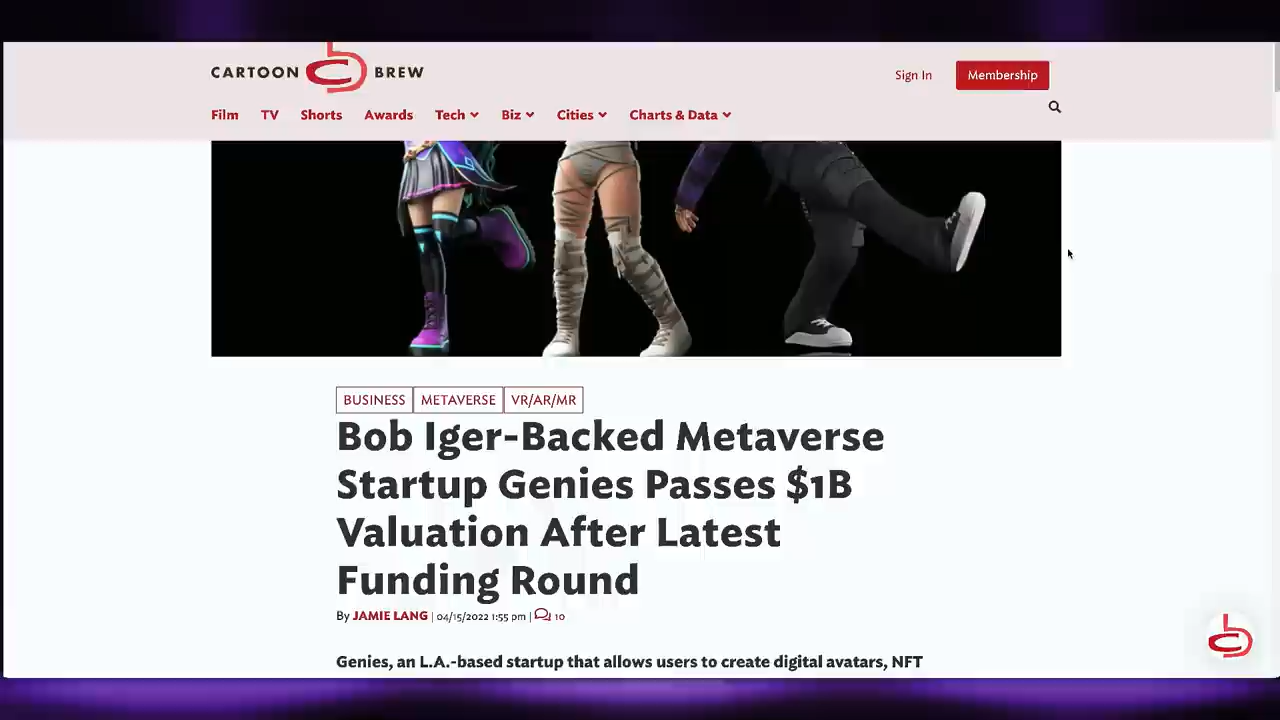 CARTOON BREW
Sign In
Membership
Film TV Shorts Awards Tech Biz Cities Charts & Data
BUSINESS METAVERSE VR/AR/MR
Bob Iger-Backed Metaverse
Startup Genies Passes $1B
Valuation After Latest
Funding Round
By JAMIE LANG | 04/15/2022 1:55 pm | 10
Genies, an L.A.-based startup that allows users to create digital avatars, NFT